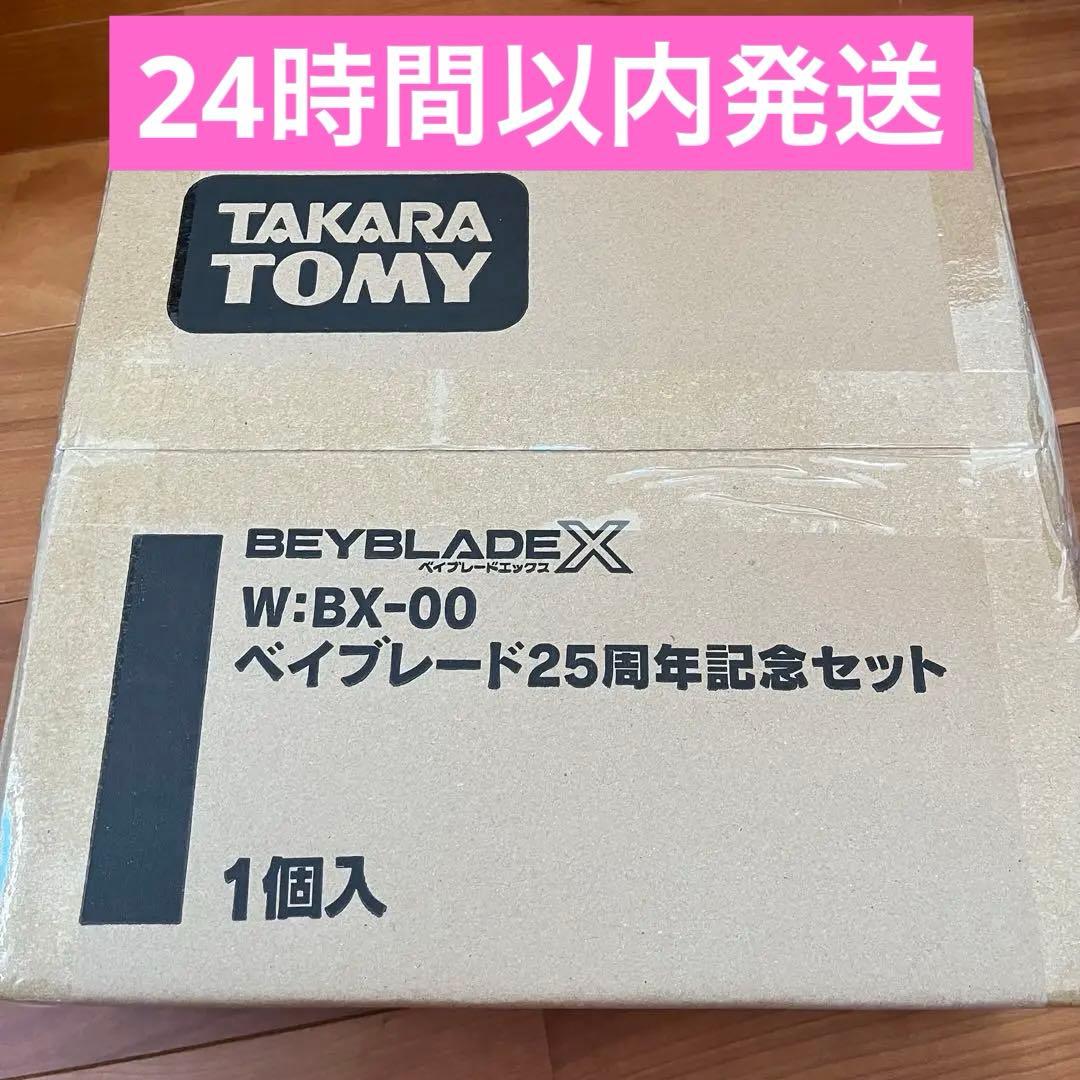 24時間以内発送
TAKARA
TOMY
BEYBLADE X
ベイブレードエックス
W:BX-00
ベイブレード25周年記念セット
1個入